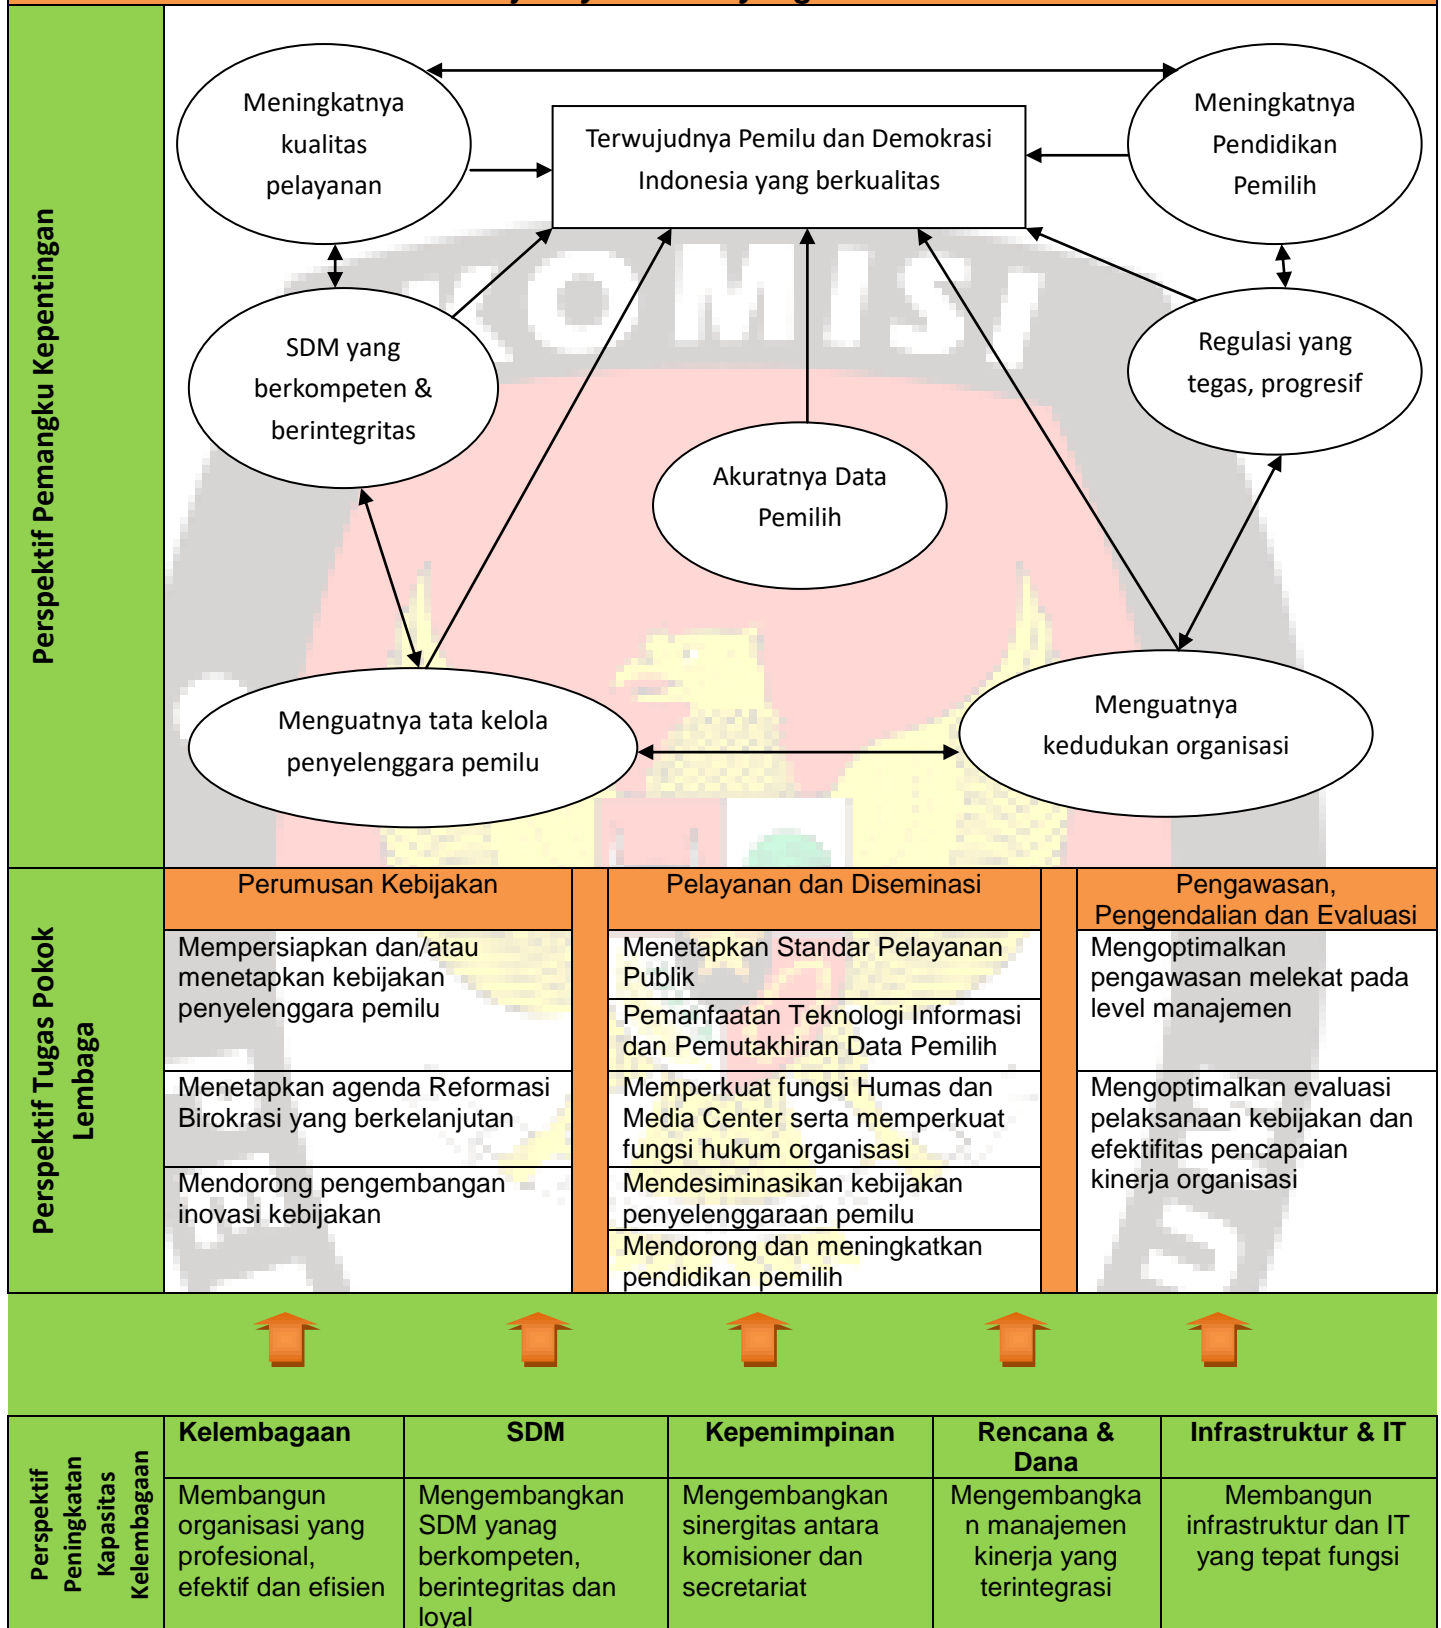 Perspektif Pemangku Kepentingan
Meningkatnya
kualitas
pelayanan
Terwujudnya Pemilu dan Demokrasi
Indonesia yang berkualitas
Meningkatnya
Pendidikan
Pemilih
SDM yang
berkompeten &
berintegritas
Regulasi yang
tegas, progresif
Akuratnya Data
Pemilih
Menguatnya tata kelola
penyelenggara pemilu
Menguatnya
kedudukan organisasi
KOMISI
Perspektif Tugas Pokok
Lembaga
Perumusan Kebijakan
Mempersiapkan dan/atau
menetapkan kebijakan
penyelenggara pemilu
Menetapkan agenda Reformasi
Birokrasi yang berkelanjutan
Mendorong pengembangan
inovasi kebijakan
Pelayanan dan Diseminasi
Menetapkan Standar Pelayanan
Publik
Pemanfaatan Teknologi Informasi
dan Pemutakhiran Data Pemilih
Memperkuat fungsi Humas dan
Media Center serta memperkuat
fungsi hukum organisasi
Mendesiminasikan kebijakan
penyelenggaraan pemilu
Mendorong dan meningkatkan
pendidikan pemilih
Pengawasan,
Pengendalian dan Evaluasi
Mengoptimalkan
pengawasan melekat pada
level manajemen
Mengoptimalkan evaluasi
pelaksanaan kebijakan dan
efektifitas pencapaian
kinerja organisasi
Perspektif
Peningkatan
Kapasitas
Kelembagaan
Kelembagaan
Membangun
organisasi yang
profesional,
efektif dan efisien
SDM
Mengembangkan
SDM yanag
berkompeten,
berintegritas dan
loyal
Kepemimpinan
Mengembangkan
sinergitas antara
komisioner dan
secretariat
Rencana &
Dana
Mengembangka
n manajemen
kinerja yang
terintegrasi
Infrastruktur & IT
Membangun
infrastruktur dan IT
yang tepat fungsi